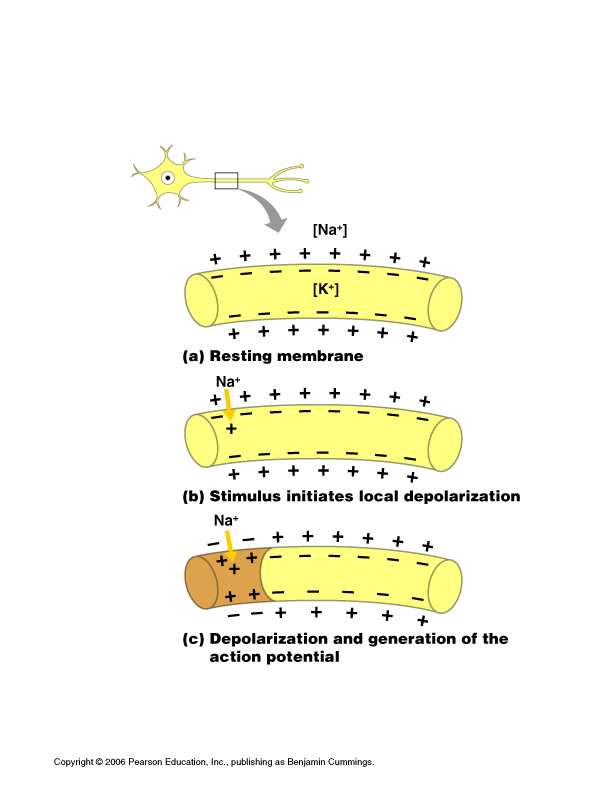 [Na⁺]
[K⁺]
(a) Resting membrane
Na⁺
(b) Stimulus initiates local depolarization
Na⁺
(c) Depolarization and generation of the
action potential
Copyright © 2006 Pearson Education, Inc., publishing as Benjamin Cummings.